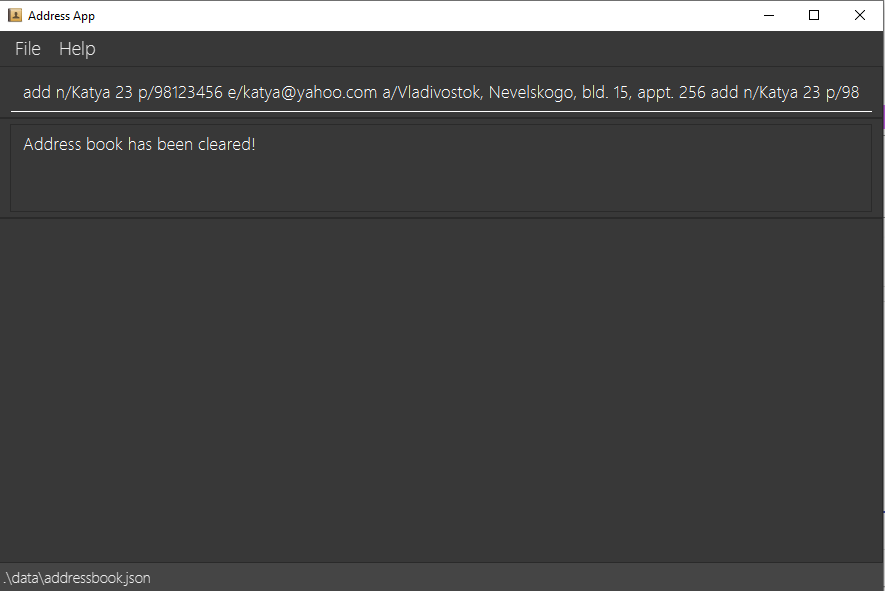 Address App
File Help
add n/Katya 23 p/98123456 e/katya@yahoo.com a/Vladivostok, Nevelskogo, bld. 15, appt. 256 add n/Katya 23 p/98
Address book has been cleared!
.\data\addressbook.json